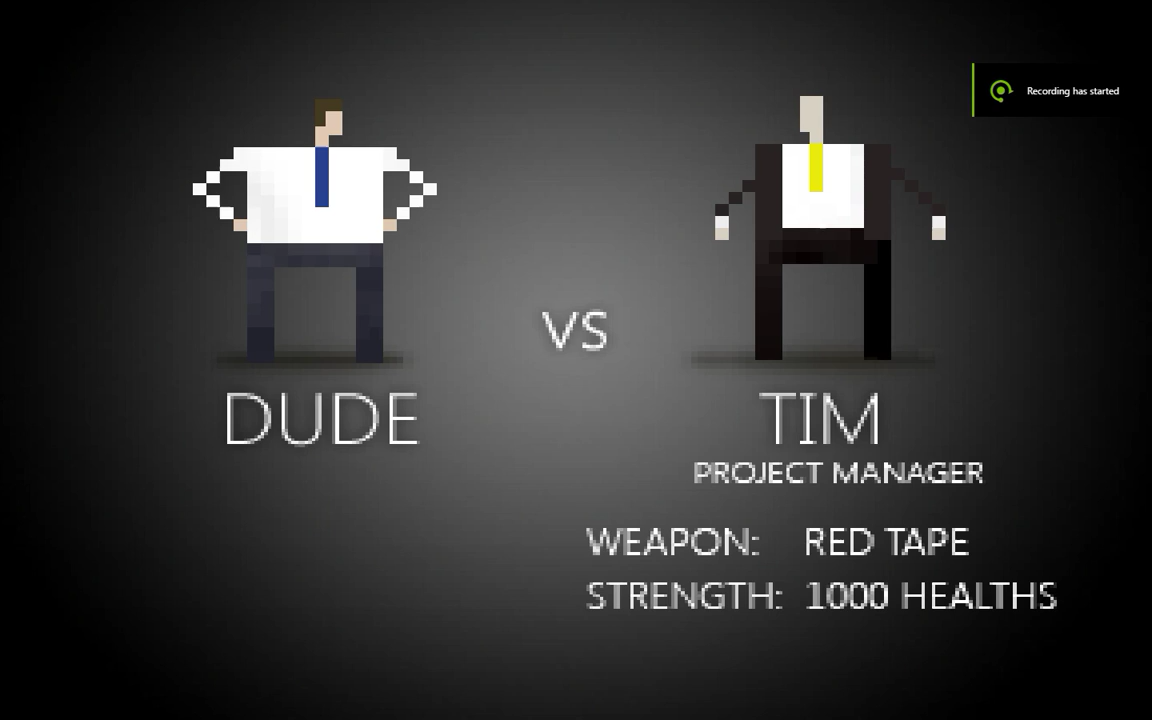 Recording has started
VS
DUDE
TIM
PROJECT MANAGER
WEAPON: RED TAPE
STRENGTH: 1000 HEALTHS